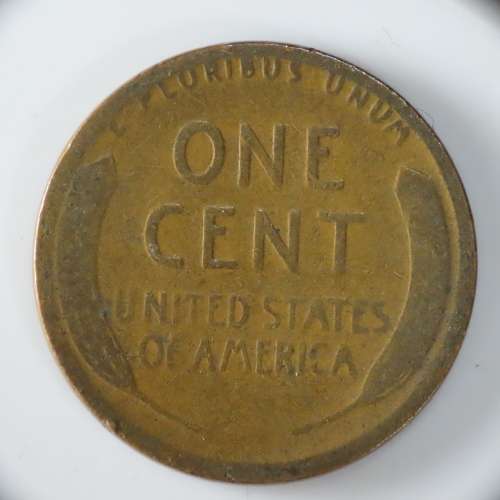 E PLURIBUS UNUM
ONE
CENT
UNITED STATES
OF AMERICA